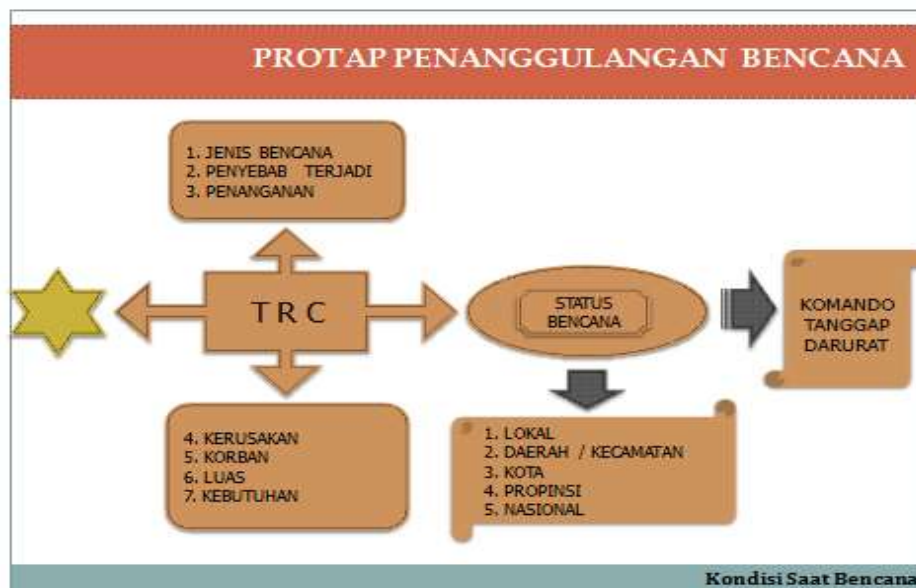 PROTAP PENANGGULANGAN BENCANA
1. JENIS BENCANA
2. PENYEBAB TERJADI
3. PENANGANAN
T R C
STATUS
BENCANA
KOMANDO
TANGGAP
DARURAT
4. KERUSAKAN
5. KORBAN
6. LUAS
7. KEBUTUHAN
1. LOKAL
2. DAERAH / KECAMATAN
3. KOTA
4. PROPINSI
5. NASIONAL
Kondisi Saat Bencana